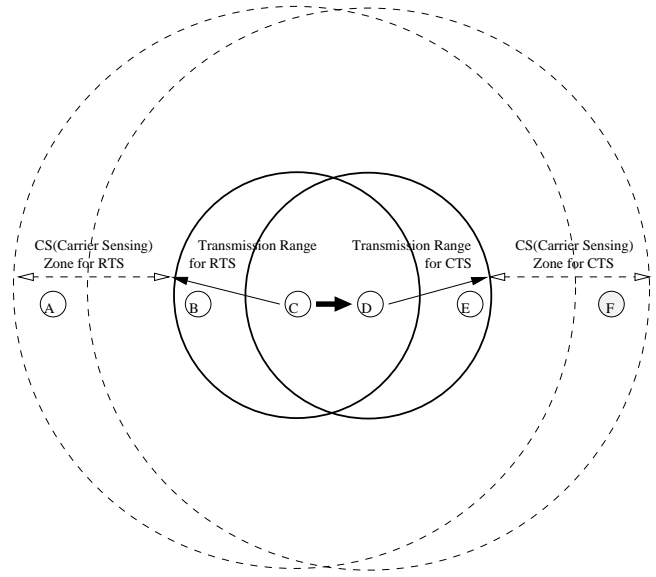 CS(Carrier Sensing)
Zone for RTS
Transmission Range
for RTS
Transmission Range
for CTS
CS(Carrier Sensing)
Zone for CTS
A
B
C
D
E
F